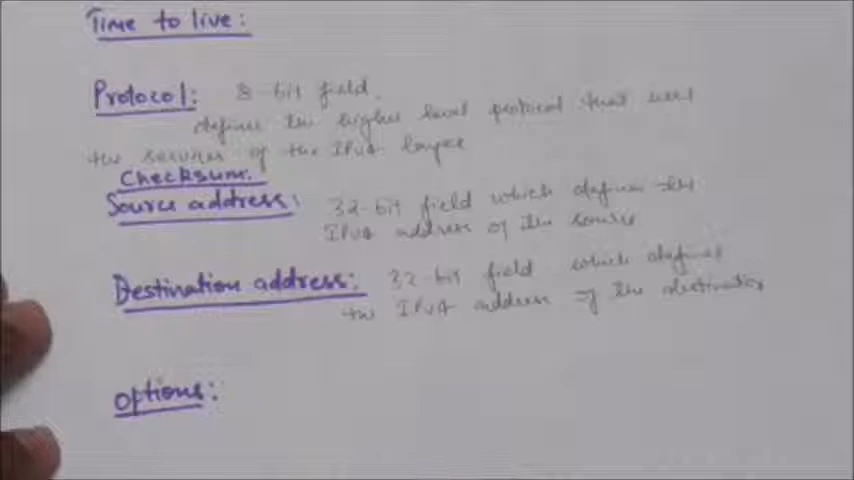 Time to live:
Protocol: 8-bit field.
define the higher level protocol that uses
the services of the IPv4 layer
Checksum:
Source address: 32-bit field which defines the
IPv4 address of the source
Destination address: 32-bit field which defines
the IPv4 address of the destination
options: